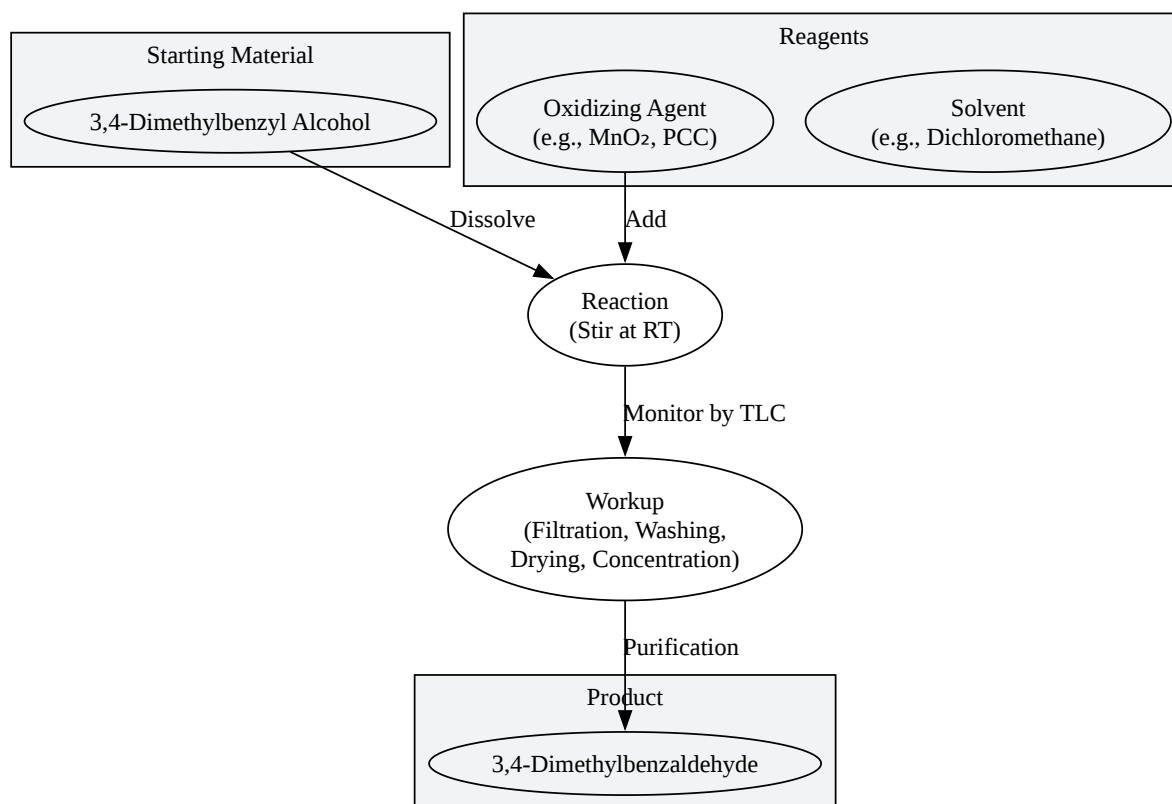 Starting Material
3,4-Dimethylbenzyl Alcohol
Reagents
Oxidizing Agent
(e.g., MnO₂, PCC)
Solvent
(e.g., Dichloromethane)
Dissolve
Add
Reaction
(Stir at RT)
Monitor by TLC
Workup
(Filtration, Washing,
Drying, Concentration)
Purification
Product
3,4-Dimethylbenzaldehyde